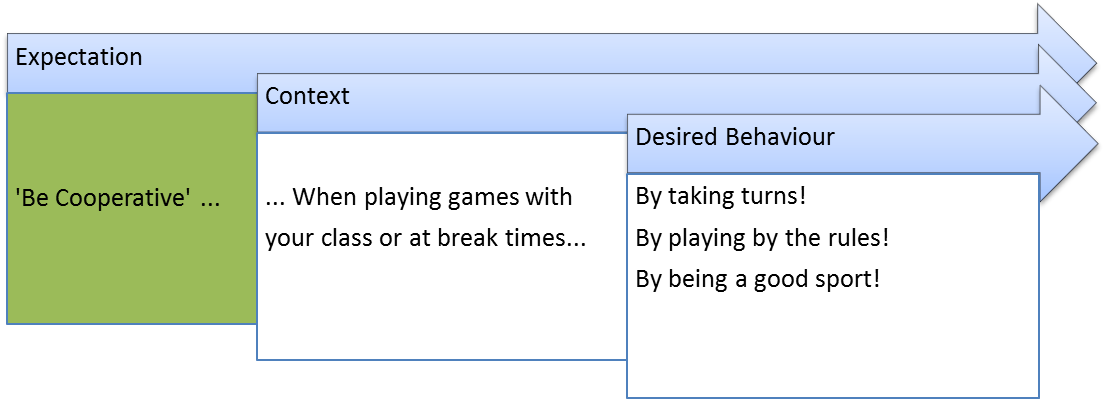 Expectation
Context
Desired Behaviour
'Be Cooperative' ...
... When playing games with
your class or at break times...
By taking turns!
By playing by the rules!
By being a good sport!